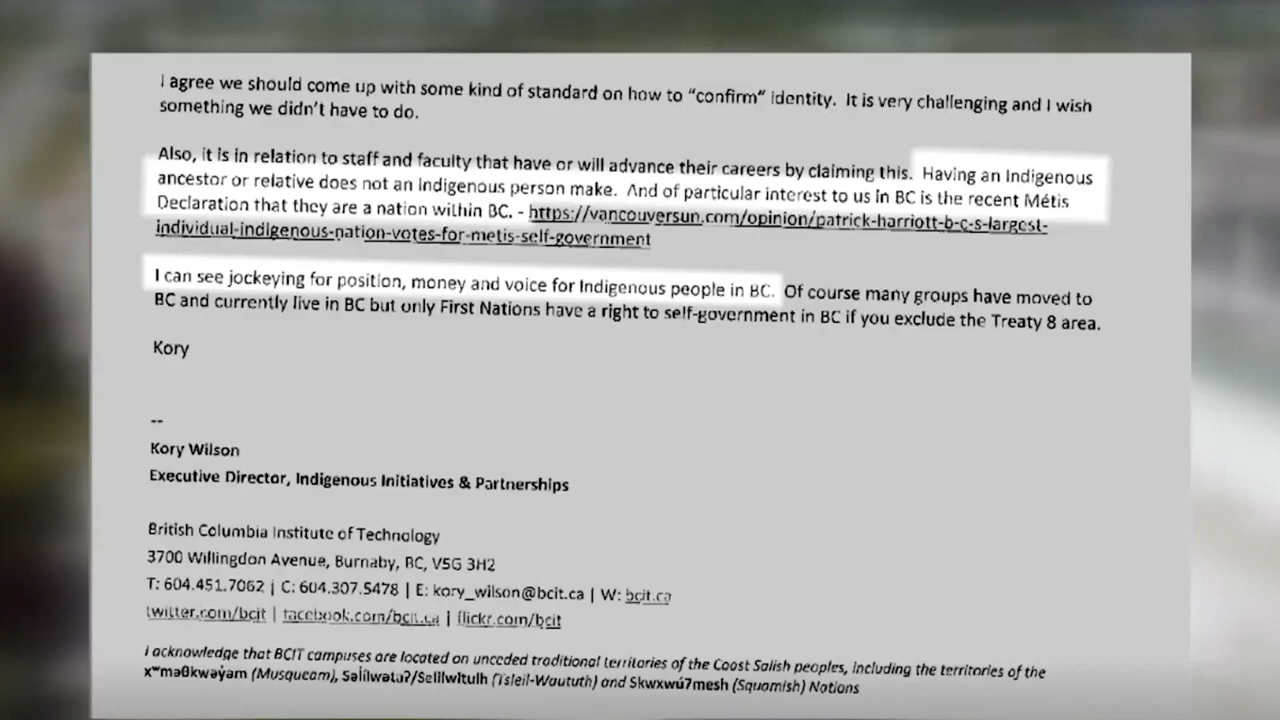 I agree we should come up with some kind of standard on how to "confirm" identity.  It is very challenging and I wish
something we didn't have to do.
Also, it is in relation to staff and faculty that have or will advance their careers by claiming this.  Having an Indigenous
ancestor or relative does not an Indigenous person make.  And of particular interest to us in BC is the recent Métis
Declaration that they are a nation within BC. - https://vancouversun.com/opinion/patrick-harriott-b-c-s-largest-
individual-indigenous-nation-votes-for-metis-self-government
I can see jockeying for position, money and voice for Indigenous people in BC.  Of course many groups have moved to
BC and currently live in BC but only First Nations have a right to self-government in BC if you exclude the Treaty 8 area.
Kory
--
Kory Wilson
Executive Director, Indigenous Initiatives & Partnerships
British Columbia Institute of Technology
3700 Willingdon Avenue, Burnaby, BC, V5G 3H2
T: 604.451.7062 | C: 604.307.5478 | E: kory_wilson@bcit.ca | W: bcit.ca
twitter.com/bcit | facebook.com/bcit.ca | flickr.com/bcit
I acknowledge that BCIT campuses are located on unceded traditional territories of the Coast Salish peoples, including the territories of the
xʷməθkwəy̓əm (Musqueam), Səl̓ílwətaʔ/Selilwitulh (Tsleil-Waututh) and Skwxwú7mesh (Squamish) Nations